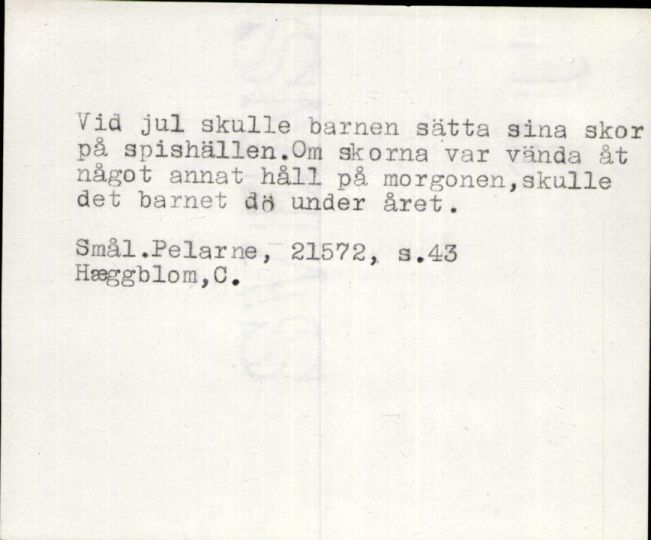 Vid jul skulle barnen sätta sina skor
på spishällen.Om skorna var vända åt
något annat håll på morgonen,skulle
det barnet dö under året.
Smål.Pelarne, 21572, s.43
Hæggblom,C.